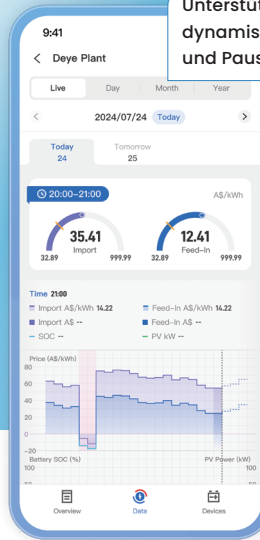 Unterstüt
dynamis
und Paus
9:41
Deye Plant
Live Day Month Year
2024/07/24 Today
Today Tomorrow
24 25
20:00-21:00 A$/kWh
35.41 12.41
Import Feed-In
32.89 999.99 32.89 999.99
Time 21:00
Import A$/kWh 14.22 Feed-In A$/kWh 14.22
Import A$ -- Feed-In A$ --
SOC -- PV kW --
Price (A$/kWh)
80
60
40
20
0
-20
Battery SOC (%) PV Power (kW)
100 100
Overview Data Devices